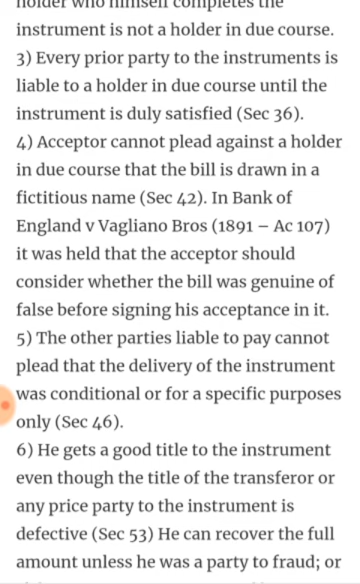 holder who himself completes the
instrument is not a holder in due course.
3) Every prior party to the instruments is
liable to a holder in due course until the
instrument is duly satisfied (Sec 36).
4) Acceptor cannot plead against a holder
in due course that the bill is drawn in a
fictitious name (Sec 42). In Bank of
England v Vagliano Bros (1891 – Ac 107)
it was held that the acceptor should
consider whether the bill was genuine of
false before signing his acceptance in it.
5) The other parties liable to pay cannot
plead that the delivery of the instrument
was conditional or for a specific purposes
only (Sec 46).
6) He gets a good title to the instrument
even though the title of the transferor or
any price party to the instrument is
defective (Sec 53) He can recover the full
amount unless he was a party to fraud; or